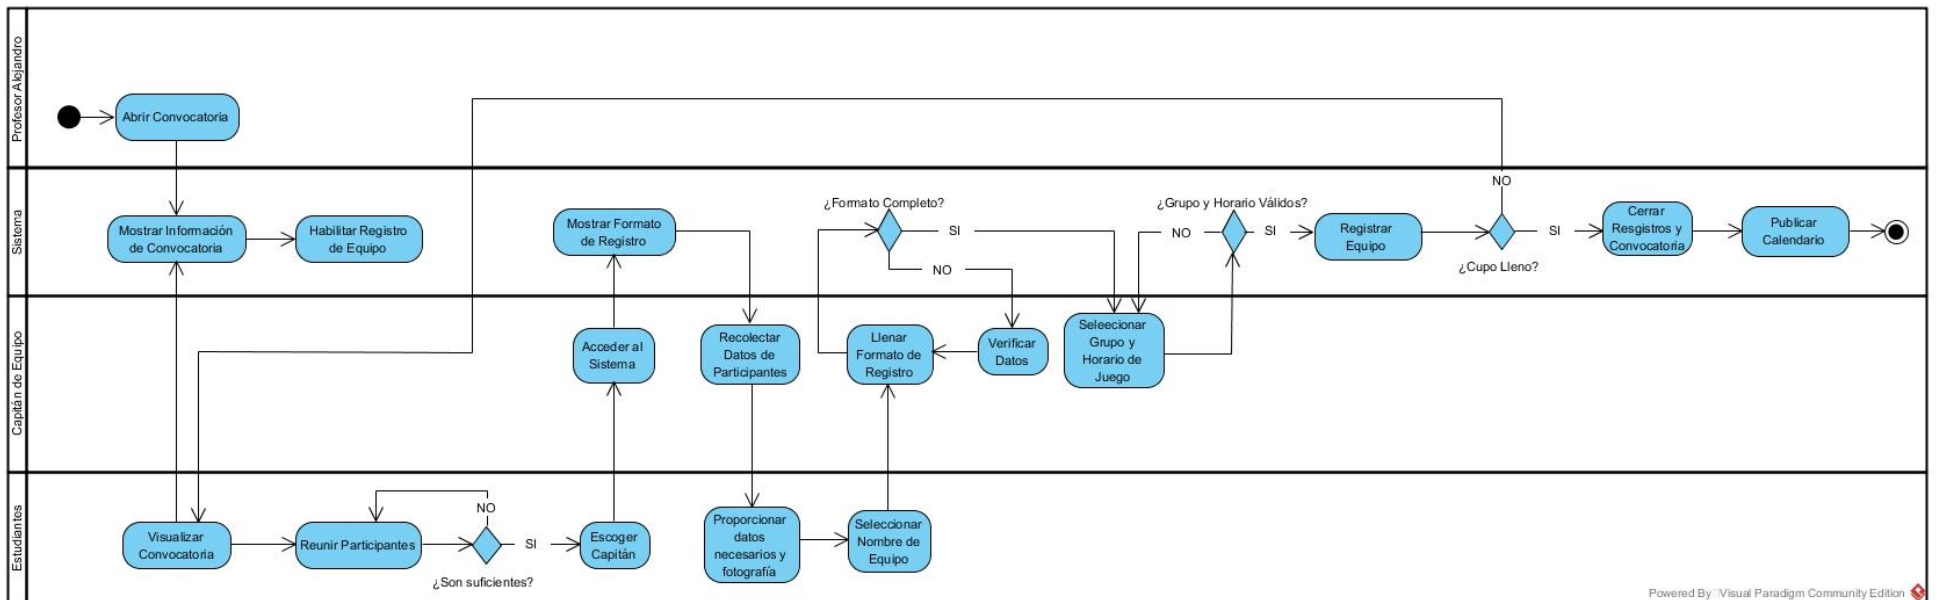 Profesor Alejandro
Abrir Convocatoria
Sistema
Mostrar Información
de Convocatoria
Habilitar Registro
de Equipo
Mostrar Formato
de Registro
¿Formato Completo?
SI
NO
¿Grupo y Horario Válidos?
NO
SI
Registrar
Equipo
NO
SI
¿Cupo Lleno?
Cerrar
Resgistros y
Convocatoria
Publicar
Calendario
Capitán de Equipo
Acceder al
Sistema
Recolectar
Datos de
Participantes
Llenar
Formato de
Registro
Verificar
Datos
Seleecionar
Grupo y
Horario de
Juego
Estudiantes
Visualizar
Convocatoria
Reunir Participantes
NO
SI
¿Son suficientes?
Escoger
Capitán
Proporcionar
datos
necesarios y
fotografía
Seleccionar
Nombre de
Equipo
Powered By Visual Paradigm Community Edition